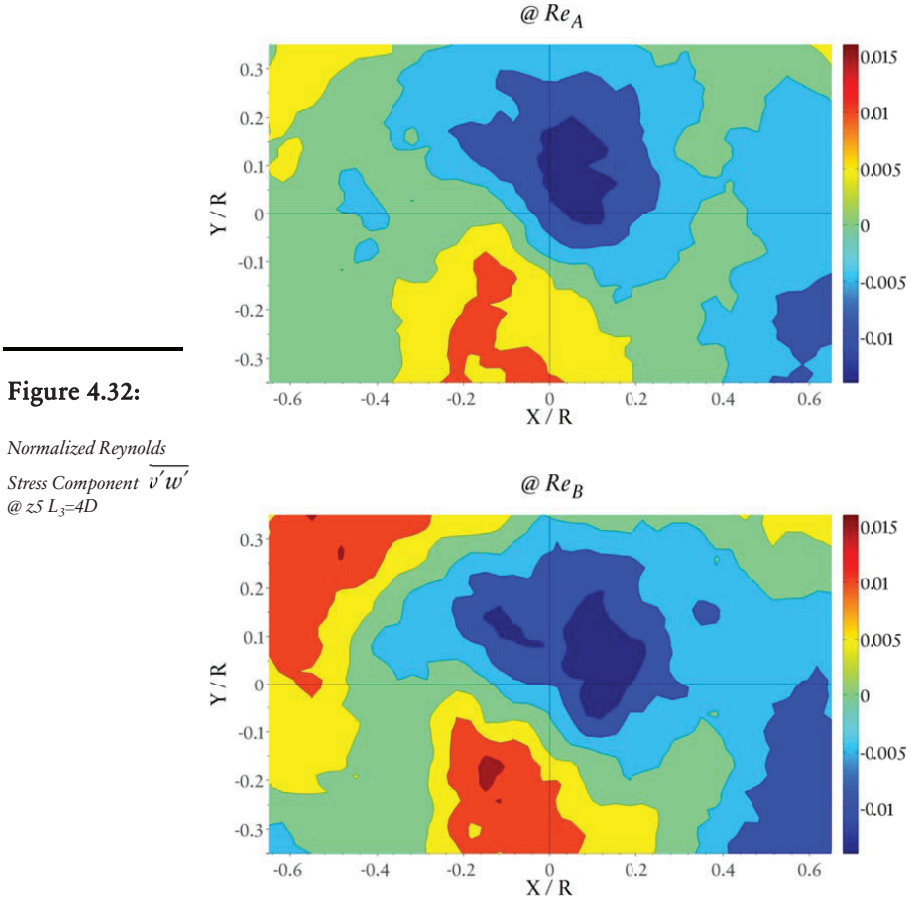 @ Re_A
0.3
0.2
0.1
0
-0.1
-0.2
-0.3
Y / R
-0.6 -0.4 -0.2 0 0.2 0.4 0.6
X / R
0.015
0.01
0.005
0
-0.005
-0.01
Figure 4.32:
Normalized Reynolds
Stress Component v′w′
@ z5 L₃=4D
@ Re_B
0.3
0.2
0.1
0
-0.1
-0.2
-0.3
Y / R
-0.6 -0.4 -0.2 0 0.2 0.4 0.6
X / R
0.015
0.01
0.005
0
-0.005
-0.01